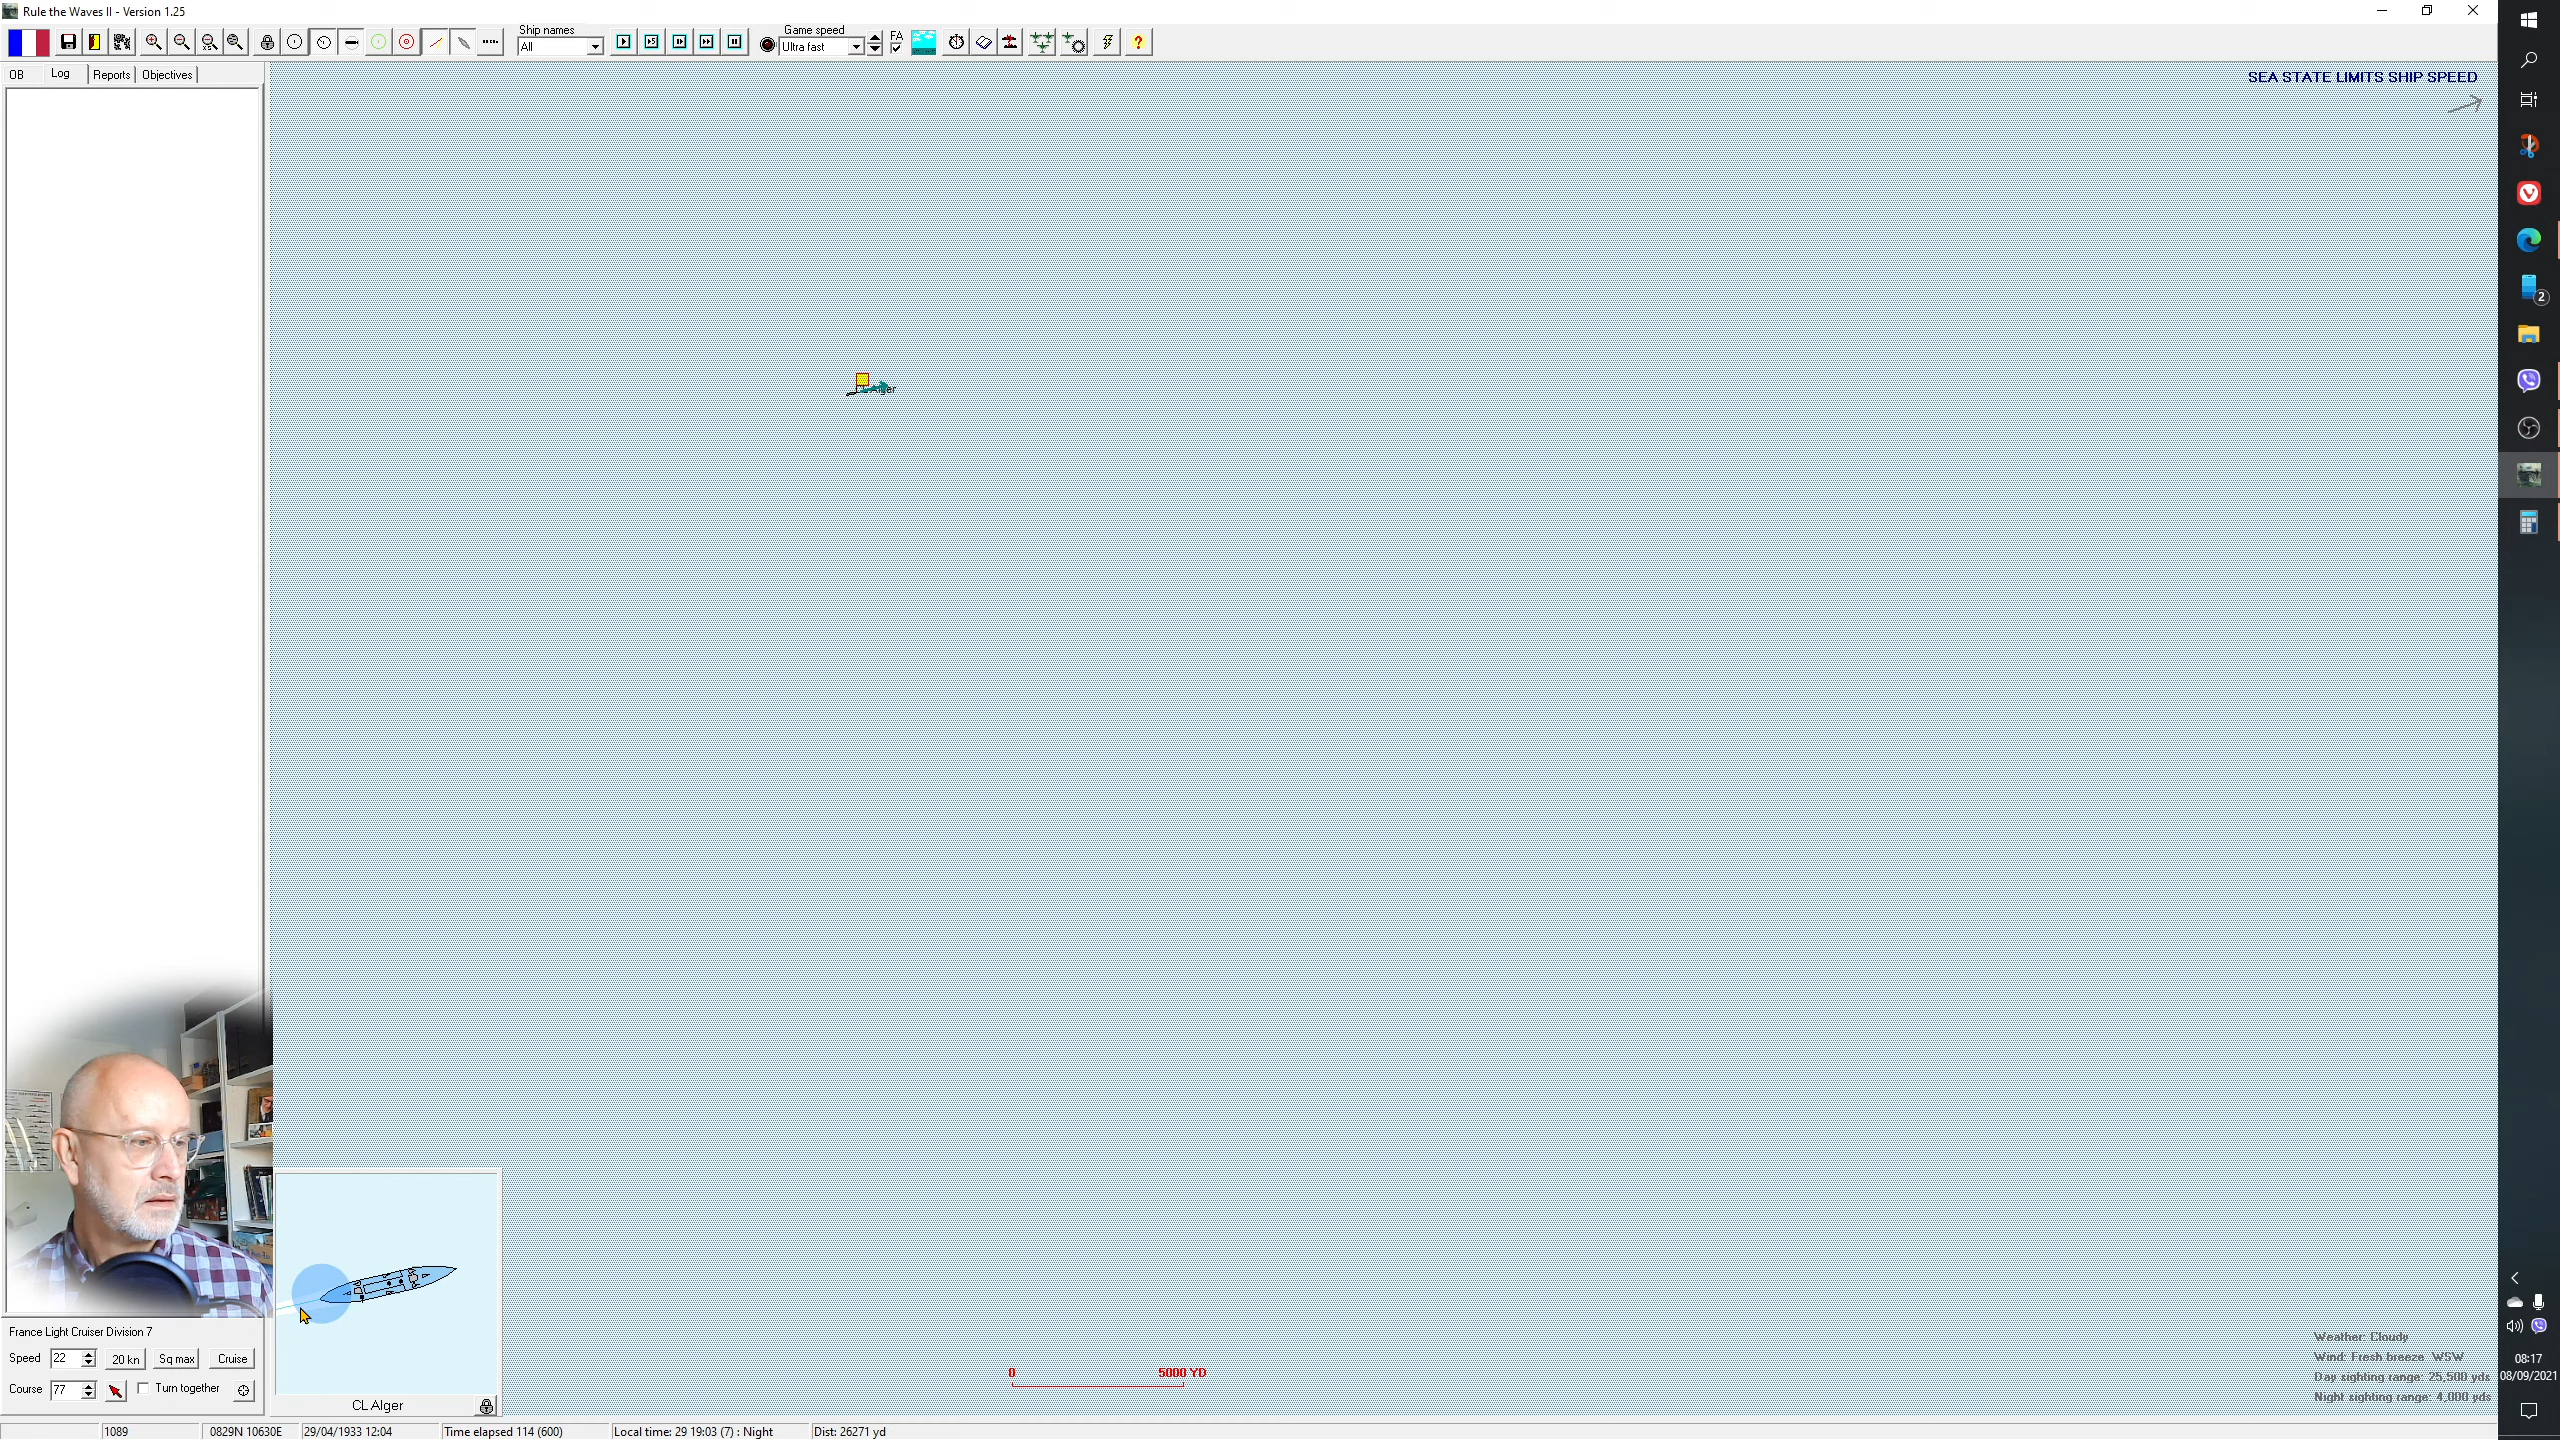 Rule the Waves II - Version 1.25
Ship names
All
Game speed
Ultra fast
FA
OB
Log
Reports
Objectives
SEA STATE LIMITS SHIP SPEED
2
France Light Cruiser Division 7
Speed 22 20 kn Sq max Cruise
Course 77 Turn together
CL Alger
0 5000 YD
Weather: Cloudy
Wind: Fresh breeze WSW
Day sighting range: 25,500 yds
Night sighting range: 4,000 yds
08:17
08/09/2021
1089
0829N 10630E
29/04/1933 12:04
Time elapsed 114 (600)
Local time: 29 19:03 (7) : Night
Dist: 26271 yd